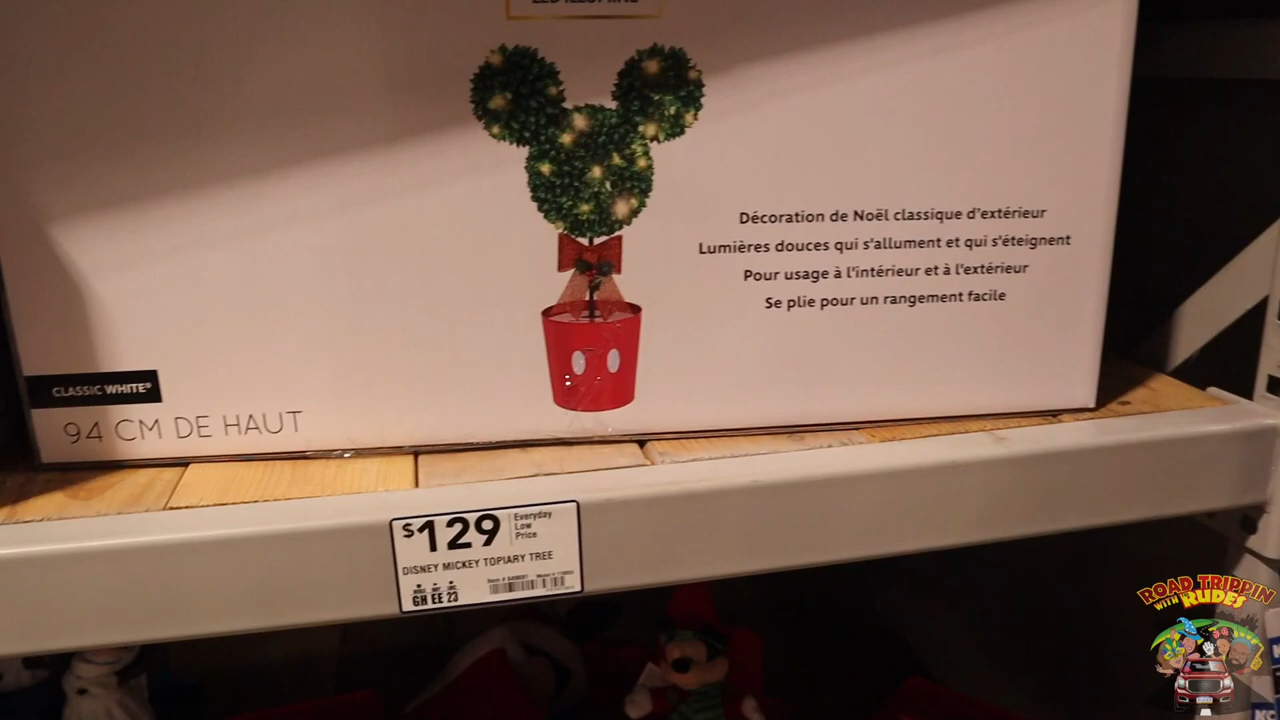 Décoration de Noël classique d'extérieur
Lumières douces qui s'allument et qui s'éteignent
Pour usage à l'intérieur et à l'extérieur
Se plie pour un rangement facile
CLASSIC WHITE®
94 CM DE HAUT
$129
Everyday
Low
Price
DISNEY MICKEY TOPIARY TREE
GH EE 23
ROAD TRIPPIN
WITH RUDES